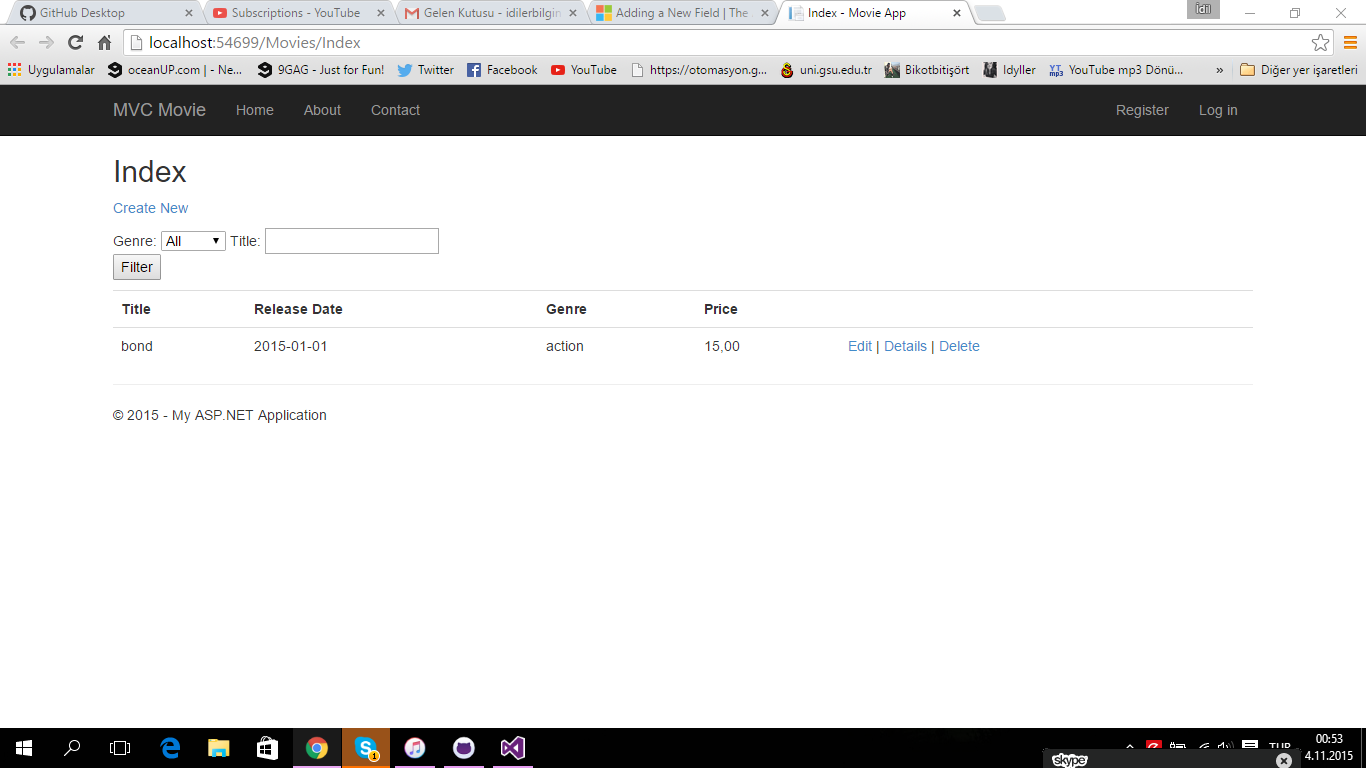 GitHub Desktop
Subscriptions - YouTube
Gelen Kutusu - idilerbilgin
Adding a New Field | The
Index - Movie App
İdil
localhost:54699/Movies/Index
Uygulamalar
oceanUP.com | - Ne...
9GAG - Just for Fun!
Twitter
Facebook
YouTube
https://otomasyon.g...
uni.gsu.edu.tr
Bikotbitişört
Idyller
YouTube mp3 Dönü...
»
Diğer yer işaretleri
MVC Movie Home About Contact Register Log in
Index
Create New
Genre: All Title:
Filter
Title Release Date Genre Price
bond 2015-01-01 action 15,00 Edit | Details | Delete
© 2015 - My ASP.NET Application
1
TUR
00:53
4.11.2015
skype